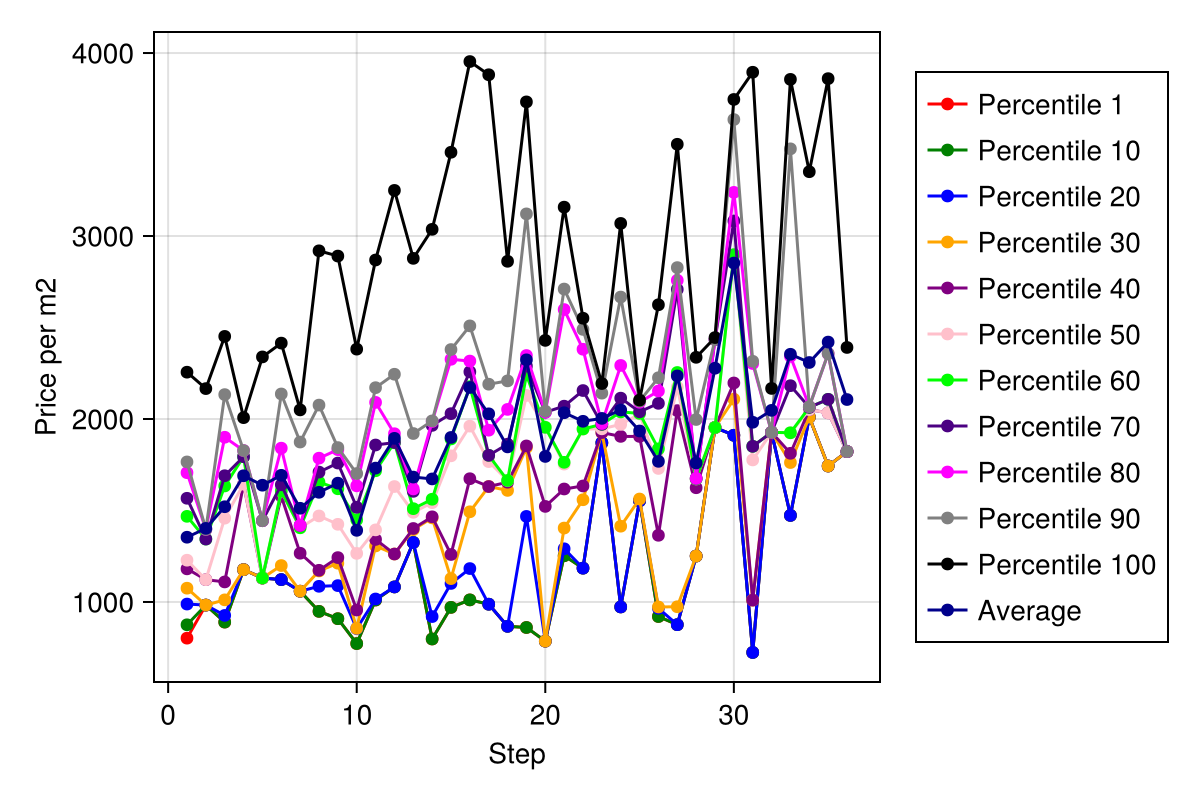 4000
3000
2000
1000
Price per m2
0
10
20
30
Step
Percentile 1
Percentile 10
Percentile 20
Percentile 30
Percentile 40
Percentile 50
Percentile 60
Percentile 70
Percentile 80
Percentile 90
Percentile 100
Average